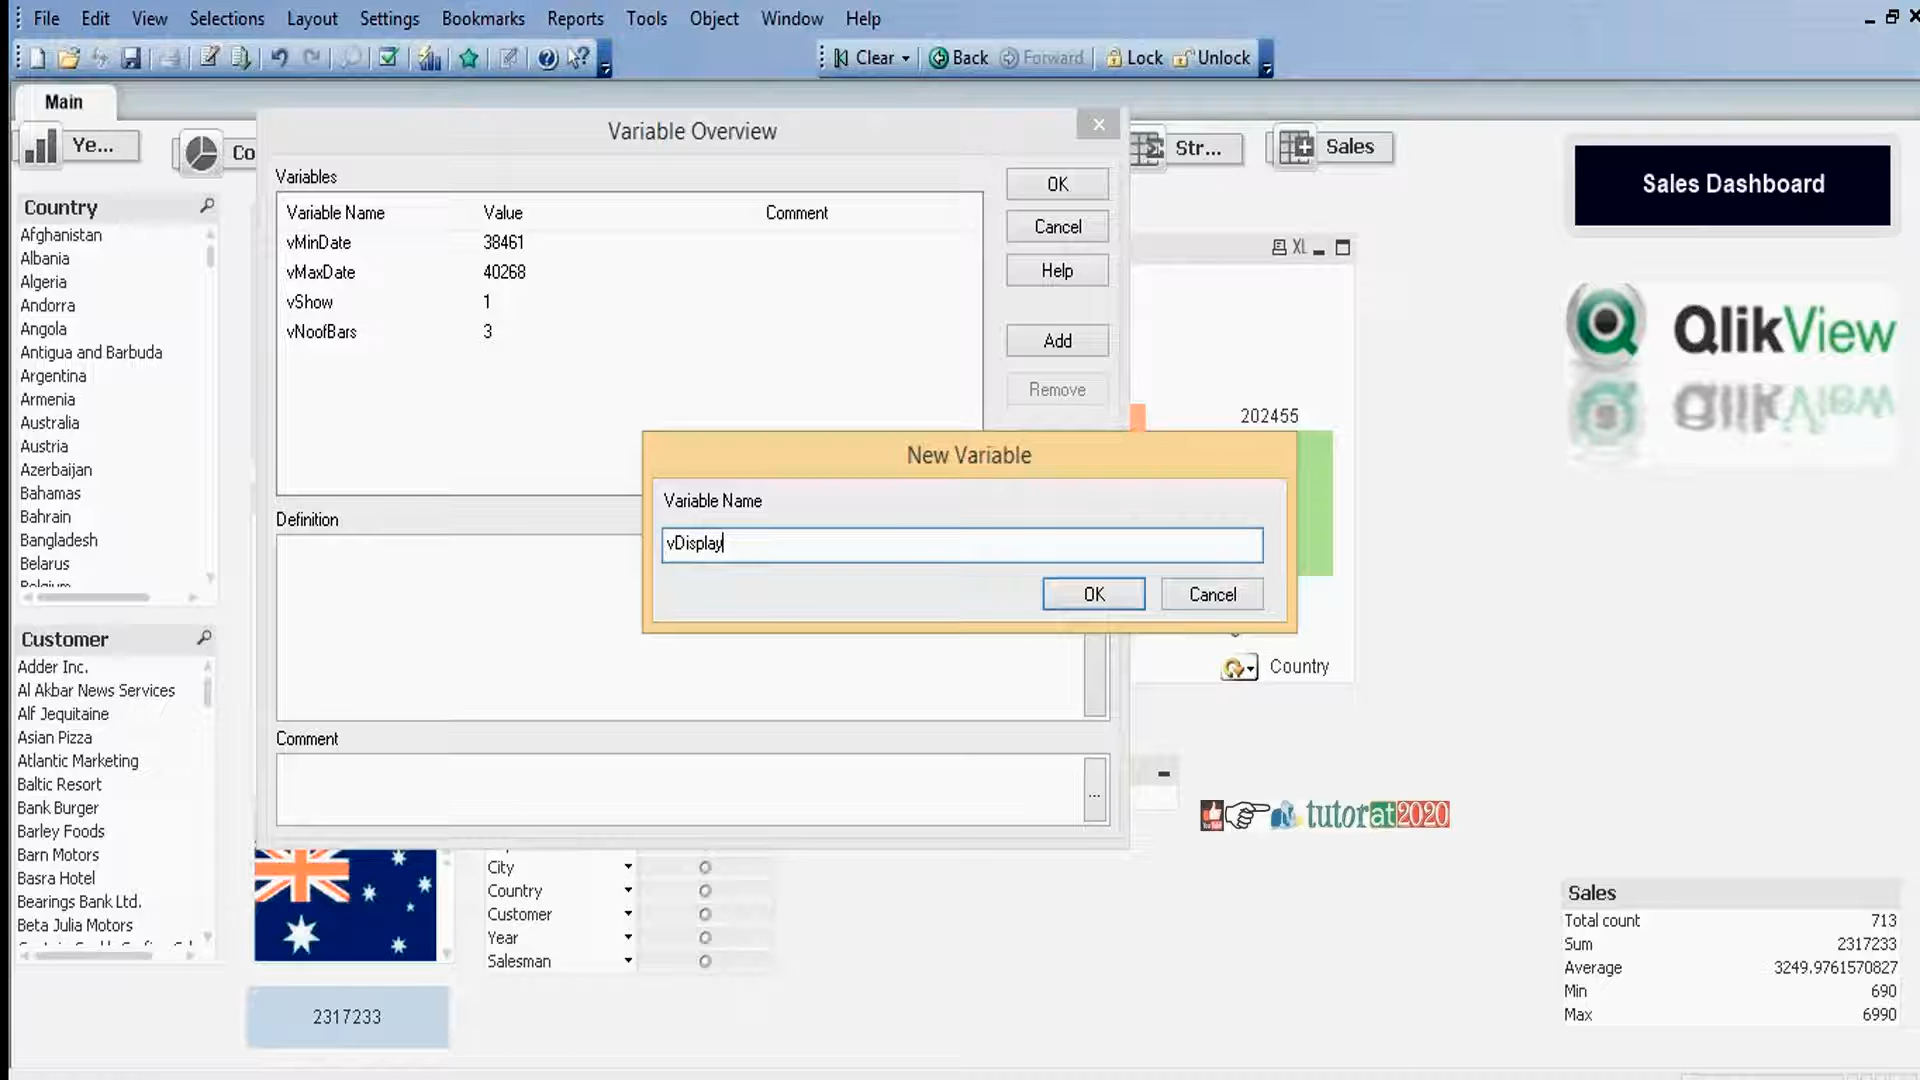 File Edit View Selections Layout Settings Bookmarks Reports Tools Object Window Help
Clear Back Forward Lock Unlock
Main
Ye...
Co
Str...
Sales
Sales Dashboard
Variable Overview
Variables
Variable Name Value Comment
vMinDate 38461
vMaxDate 40268
vShow 1
vNoofBars 3
OK
Cancel
Help
Add
Remove
Definition
Comment
...
New Variable
Variable Name
vDisplay
OK Cancel
Country
Afghanistan
Albania
Algeria
Andorra
Angola
Antigua and Barbuda
Argentina
Armenia
Australia
Austria
Azerbaijan
Bahamas
Bahrain
Bangladesh
Belarus
Belgium
Customer
Adder Inc.
Al Akbar News Services
Alf Jequitaine
Asian Pizza
Atlantic Marketing
Baltic Resort
Bank Burger
Barley Foods
Barn Motors
Basra Hotel
Bearings Bank Ltd.
Beta Julia Motors
XL
202455
Country
QlikView
tutorat2020
City
Country
Customer
Year
Salesman
2317233
Sales
Total count 713
Sum 2317233
Average 3249.9761570827
Min 690
Max 6990